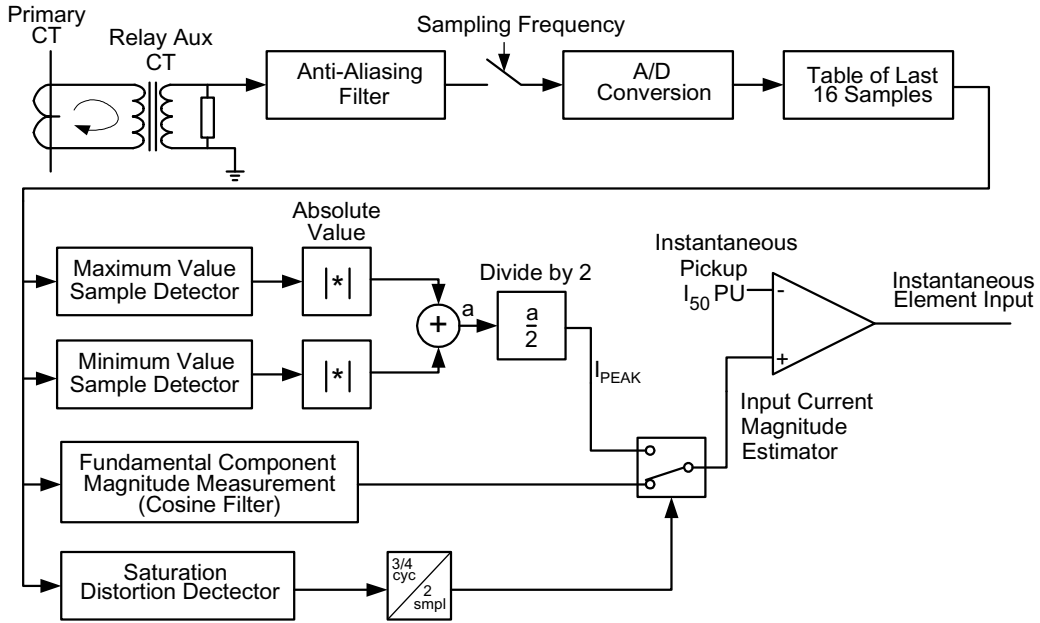 Primary
CT
Relay Aux
CT
Anti-Aliasing
Filter
Sampling Frequency
A/D
Conversion
Table of Last
16 Samples
Absolute
Value
Maximum Value
Sample Detector
|*|
Minimum Value
Sample Detector
|*|
+
a
Divide by 2
a
2
IPEAK
Instantaneous
Pickup
I50 PU
-
+
Instantaneous
Element Input
Input Current
Magnitude
Estimator
Fundamental Component
Magnitude Measurement
(Cosine Filter)
Saturation
Distortion Dectector
3/4
cyc
2
smpl